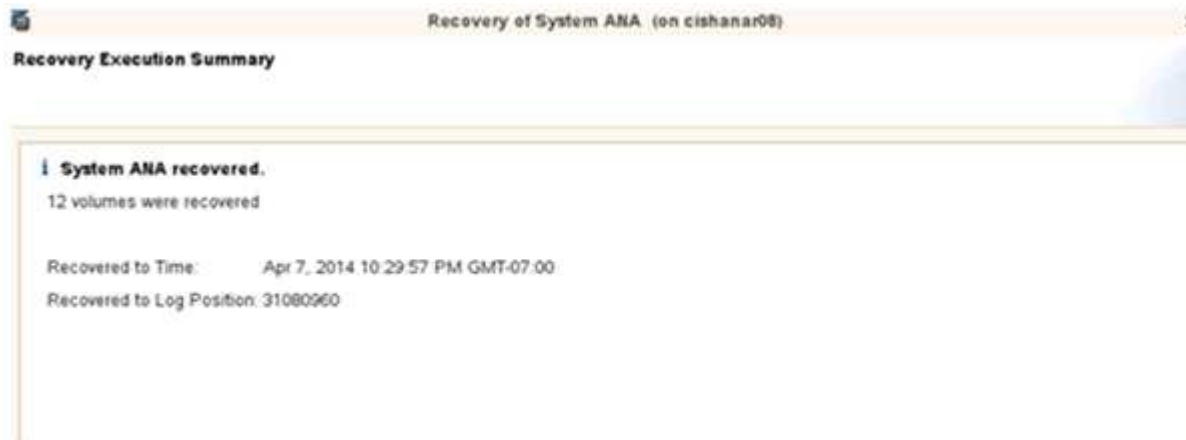 Recovery of System ANA (on cishanar08)
Recovery Execution Summary
System ANA recovered.
12 volumes were recovered
Recovered to Time: Apr 7, 2014 10:29:57 PM GMT-07:00
Recovered to Log Position: 31080960